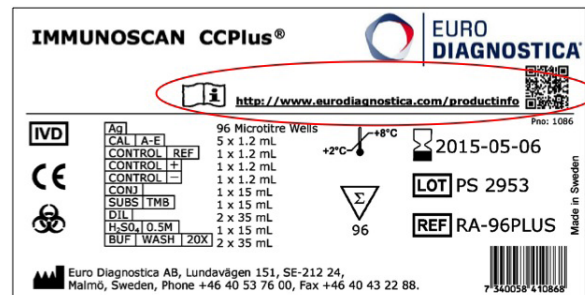 IMMUNOSCAN CCPlus®
EURO
DIAGNOSTICA
http://www.eurodiagnostica.com/productinfo
Pno: 1086
IVD
Ag 96 Microtitre Wells
CAL A-E 5 x 1.2 mL
CONTROL REF 1 x 1.2 mL
CONTROL + 1 x 1.2 mL
CONTROL - 1 x 1.2 mL
CONJ 1 x 15 mL
SUBS TMB 1 x 15 mL
DIL 2 x 35 mL
H₂SO₄ 0.5M 1 x 15 mL
BUF WASH 20X 2 x 35 mL
CE
+2°C
+8°C
Σ
96
2015-05-06
LOT PS 2953
REF RA-96PLUS
Made in Sweden
Euro Diagnostica AB, Lundavägen 151, SE-212 24,
Malmö, Sweden, Phone +46 40 53 76 00, Fax +46 40 43 22 88.
7 340058 410868